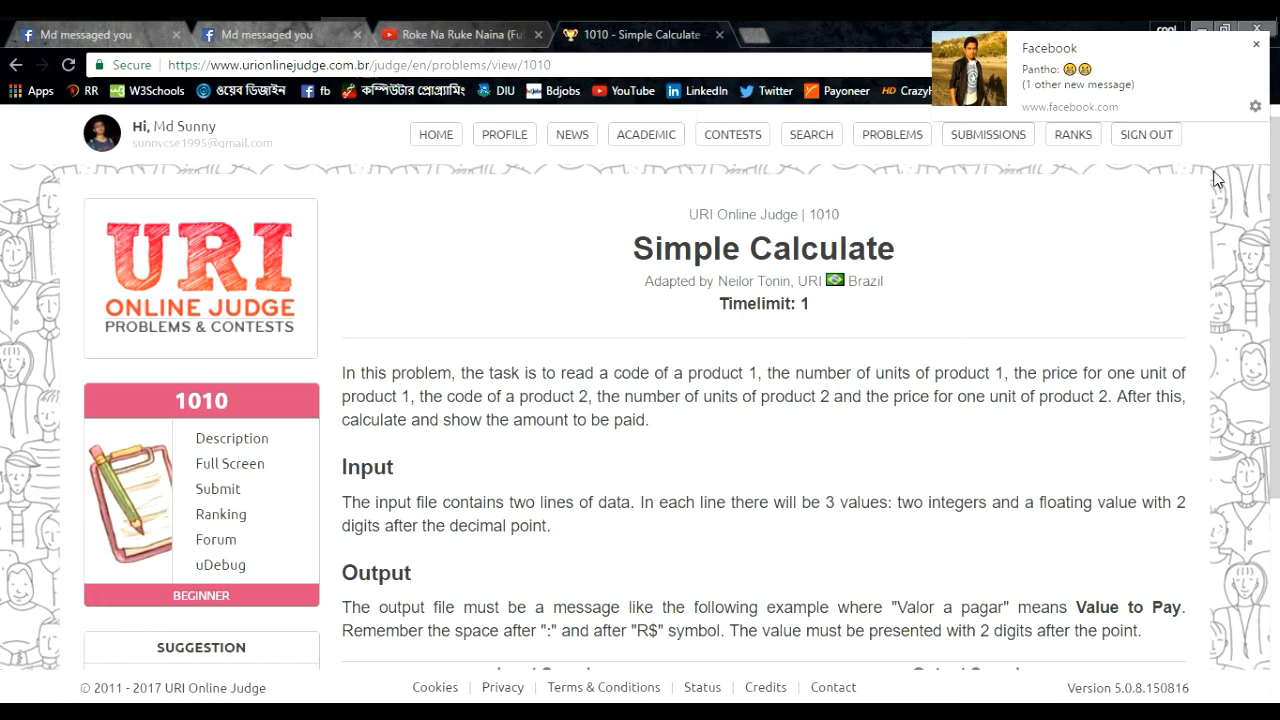 Md messaged you
Md messaged you
Roke Na Ruke Naina (Fu
1010 - Simple Calculate
cool
Secure
https://www.urionlinejudge.com.br/judge/en/problems/view/1010
Apps
RR
W3Schools
ওয়েব ডিজাইন
fb
কম্পিউটার প্রোগ্রামিং
DIU
Bdjobs
YouTube
LinkedIn
Twitter
Payoneer
HD CrazyH
Facebook
Pantho:
(1 other new message)
www.facebook.com
Hi, Md Sunny
sunnycse1995@gmail.com
HOME
PROFILE
NEWS
ACADEMIC
CONTESTS
SEARCH
PROBLEMS
SUBMISSIONS
RANKS
SIGN OUT
URI
ONLINE JUDGE
PROBLEMS & CONTESTS
URI Online Judge | 1010
Simple Calculate
Adapted by Neilor Tonin, URI Brazil
Timelimit: 1
In this problem, the task is to read a code of a product 1, the number of units of product 1, the price for one unit of
product 1, the code of a product 2, the number of units of product 2 and the price for one unit of product 2. After this,
calculate and show the amount to be paid.
Input
The input file contains two lines of data. In each line there will be 3 values: two integers and a floating value with 2
digits after the decimal point.
Output
The output file must be a message like the following example where "Valor a pagar" means Value to Pay.
Remember the space after ":" and after "R$" symbol. The value must be presented with 2 digits after the point.
1010
Description
Full Screen
Submit
Ranking
Forum
uDebug
BEGINNER
SUGGESTION
© 2011 - 2017 URI Online Judge
Cookies
Privacy
Terms & Conditions
Status
Credits
Contact
Version 5.0.8.150816